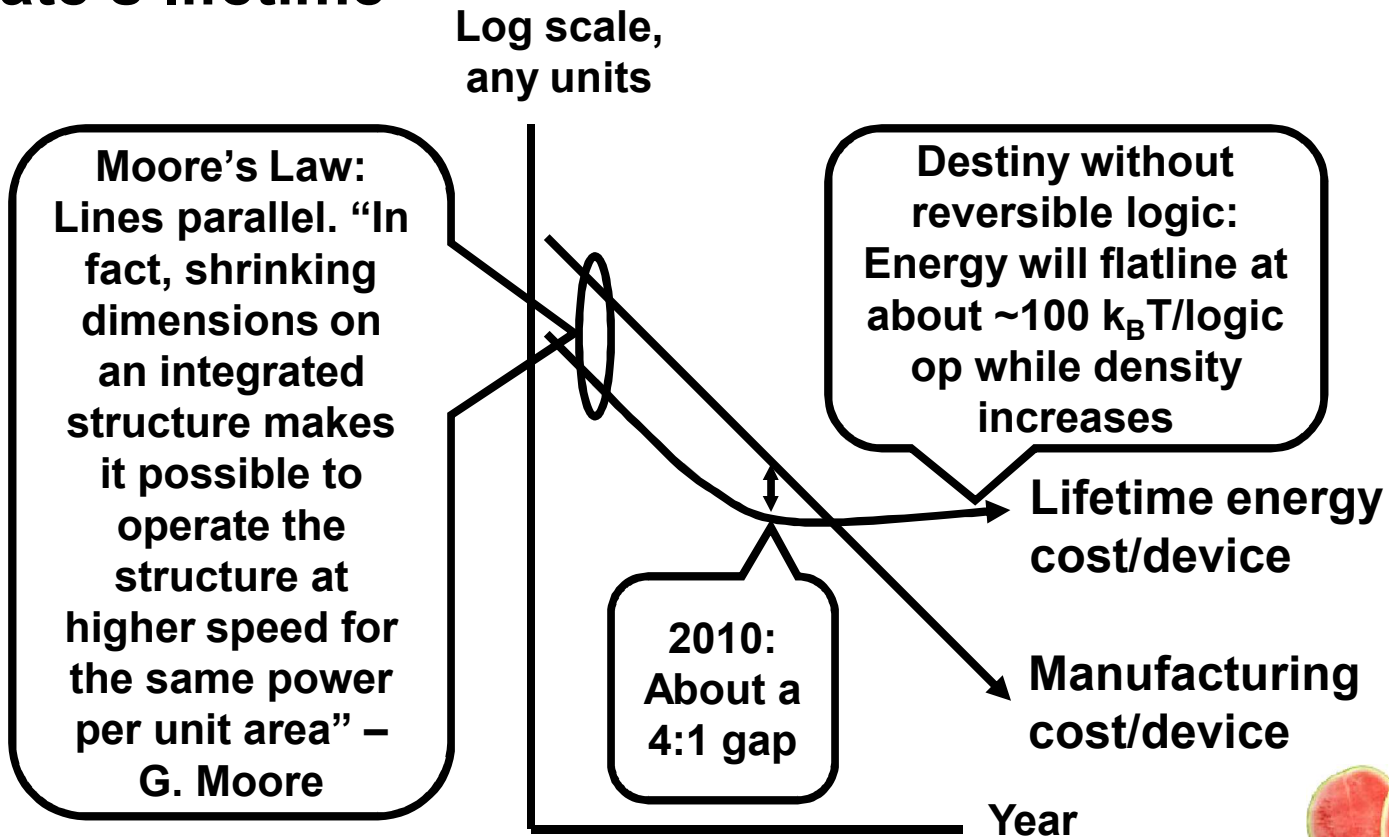 Log scale,
any units
Moore’s Law:
Lines parallel. “In
fact, shrinking
dimensions on
an integrated
structure makes
it possible to
operate the
structure at
higher speed for
the same power
per unit area” –
G. Moore
Destiny without
reversible logic:
Energy will flatline at
about ~100 kBT/logic
op while density
increases
Lifetime energy
cost/device
2010:
About a
4:1 gap
Manufacturing
cost/device
Year